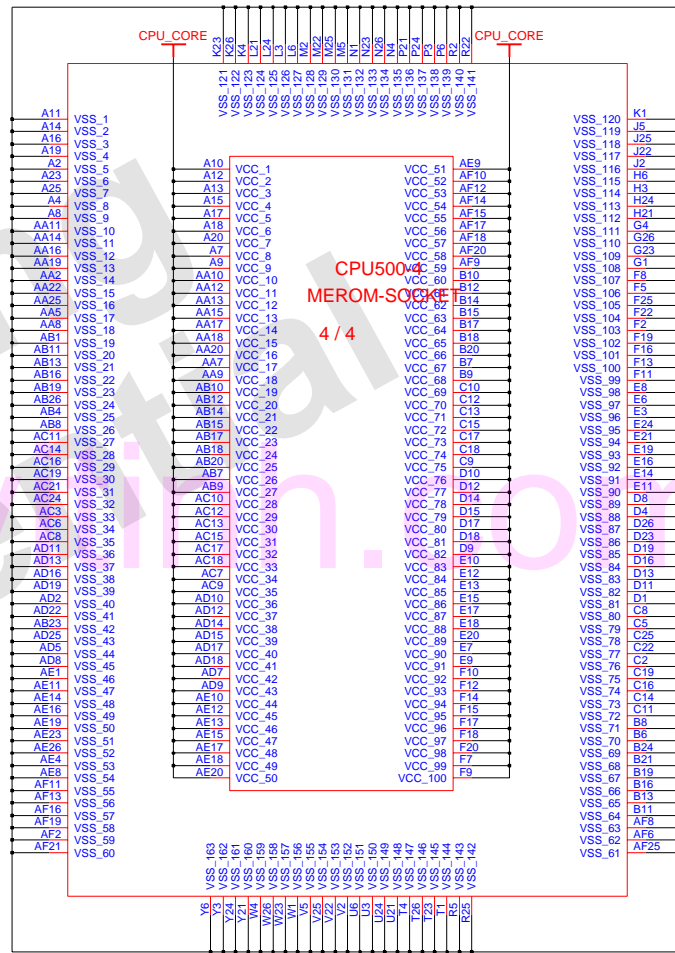 CPU_CORE
CPU_CORE
K23 VSS_121
K26 VSS_122
K4 VSS_123
L21 VSS_124
L24 VSS_125
L3 VSS_126
L6 VSS_127
M2 VSS_128
M22 VSS_129
M25 VSS_130
M5 VSS_131
N1 VSS_132
N23 VSS_133
N26 VSS_134
N4 VSS_135
P21 VSS_136
P24 VSS_137
P3 VSS_138
P6 VSS_139
R2 VSS_140
R22 VSS_141
A11 VSS_1
A14 VSS_2
A16 VSS_3
A19 VSS_4
A2 VSS_5
A23 VSS_6
A25 VSS_7
A4 VSS_8
A8 VSS_9
AA11 VSS_10
AA14 VSS_11
AA16 VSS_12
AA19 VSS_13
AA2 VSS_14
AA22 VSS_15
AA25 VSS_16
AA5 VSS_17
AA8 VSS_18
AB1 VSS_19
AB11 VSS_20
AB13 VSS_21
AB16 VSS_22
AB19 VSS_23
AB26 VSS_24
AB4 VSS_25
AB8 VSS_26
AC11 VSS_27
AC14 VSS_28
AC16 VSS_29
AC19 VSS_30
AC21 VSS_31
AC24 VSS_32
AC3 VSS_33
AC6 VSS_34
AC8 VSS_35
AD11 VSS_36
AD13 VSS_37
AD16 VSS_38
AD19 VSS_39
AD2 VSS_40
AD22 VSS_41
AB23 VSS_42
AD25 VSS_43
AD5 VSS_44
AD8 VSS_45
AE1 VSS_46
AE11 VSS_47
AE14 VSS_48
AE16 VSS_49
AE19 VSS_50
AE23 VSS_51
AE26 VSS_52
AE4 VSS_53
AE8 VSS_54
AF11 VSS_55
AF13 VSS_56
AF16 VSS_57
AF19 VSS_58
AF2 VSS_59
AF21 VSS_60
A10 VCC_1
A12 VCC_2
A13 VCC_3
A15 VCC_4
A17 VCC_5
A18 VCC_6
A20 VCC_7
A7 VCC_8
A9 VCC_9
AA10 VCC_10
AA12 VCC_11
AA13 VCC_12
AA15 VCC_13
AA17 VCC_14
AA18 VCC_15
AA20 VCC_16
AA7 VCC_17
AA9 VCC_18
AB10 VCC_19
AB12 VCC_20
AB14 VCC_21
AB15 VCC_22
AB17 VCC_23
AB18 VCC_24
AB20 VCC_25
AB7 VCC_26
AB9 VCC_27
AC10 VCC_28
AC12 VCC_29
AC13 VCC_30
AC15 VCC_31
AC17 VCC_32
AC18 VCC_33
AC7 VCC_34
AC9 VCC_35
AD10 VCC_36
AD12 VCC_37
AD14 VCC_38
AD15 VCC_39
AD17 VCC_40
AD18 VCC_41
AD7 VCC_42
AD9 VCC_43
AE10 VCC_44
AE12 VCC_45
AE13 VCC_46
AE15 VCC_47
AE17 VCC_48
AE18 VCC_49
AE20 VCC_50
CPU500-4
MEROM-SOCKET
4 / 4
VCC_51 AE9
VCC_52 AF10
VCC_53 AF12
VCC_54 AF14
VCC_55 AF15
VCC_56 AF17
VCC_57 AF18
VCC_58 AF20
VCC_59 AF9
VCC_60 B10
VCC_61 B12
VCC_62 B14
VCC_63 B15
VCC_64 B17
VCC_65 B18
VCC_66 B20
VCC_67 B7
VCC_68 B9
VCC_69 C10
VCC_70 C12
VCC_71 C13
VCC_72 C15
VCC_73 C17
VCC_74 C18
VCC_75 C9
VCC_76 D10
VCC_77 D12
VCC_78 D14
VCC_79 D15
VCC_80 D17
VCC_81 D18
VCC_82 D9
VCC_83 E10
VCC_84 E12
VCC_85 E13
VCC_86 E15
VCC_87 E17
VCC_88 E18
VCC_89 E20
VCC_90 E7
VCC_91 E9
VCC_92 F10
VCC_93 F12
VCC_94 F14
VCC_95 F15
VCC_96 F17
VCC_97 F18
VCC_98 F20
VCC_99 F7
VCC_100 F9
VSS_120 K1
VSS_119 J5
VSS_118 J25
VSS_117 J22
VSS_116 J2
VSS_115 H6
VSS_114 H3
VSS_113 H24
VSS_112 H21
VSS_111 G4
VSS_110 G26
VSS_109 G23
VSS_108 G1
VSS_107 F8
VSS_106 F5
VSS_105 F25
VSS_104 F22
VSS_103 F2
VSS_102 F19
VSS_101 F16
VSS_100 F13
VSS_99 F11
VSS_98 E8
VSS_97 E6
VSS_96 E3
VSS_95 E24
VSS_94 E21
VSS_93 E19
VSS_92 E16
VSS_91 E14
VSS_90 E11
VSS_89 D8
VSS_88 D4
VSS_87 D26
VSS_86 D23
VSS_85 D19
VSS_84 D16
VSS_83 D13
VSS_82 D11
VSS_81 D1
VSS_80 C8
VSS_79 C5
VSS_78 C25
VSS_77 C22
VSS_76 C2
VSS_75 C19
VSS_74 C16
VSS_73 C14
VSS_72 C11
VSS_71 B8
VSS_70 B6
VSS_69 B24
VSS_68 B21
VSS_67 B19
VSS_66 B16
VSS_65 B13
VSS_64 B11
VSS_63 AF8
VSS_62 AF6
VSS_61 AF25
VSS_163 Y6
VSS_162 Y3
VSS_161 Y24
VSS_160 Y21
VSS_159 W4
VSS_158 W26
VSS_157 W23
VSS_156 W1
VSS_155 V5
VSS_154 V25
VSS_153 V22
VSS_152 V2
VSS_151 U6
VSS_150 U3
VSS_149 U24
VSS_148 U21
VSS_147 T4
VSS_146 T26
VSS_145 T23
VSS_144 T1
VSS_143 R5
VSS_142 R25